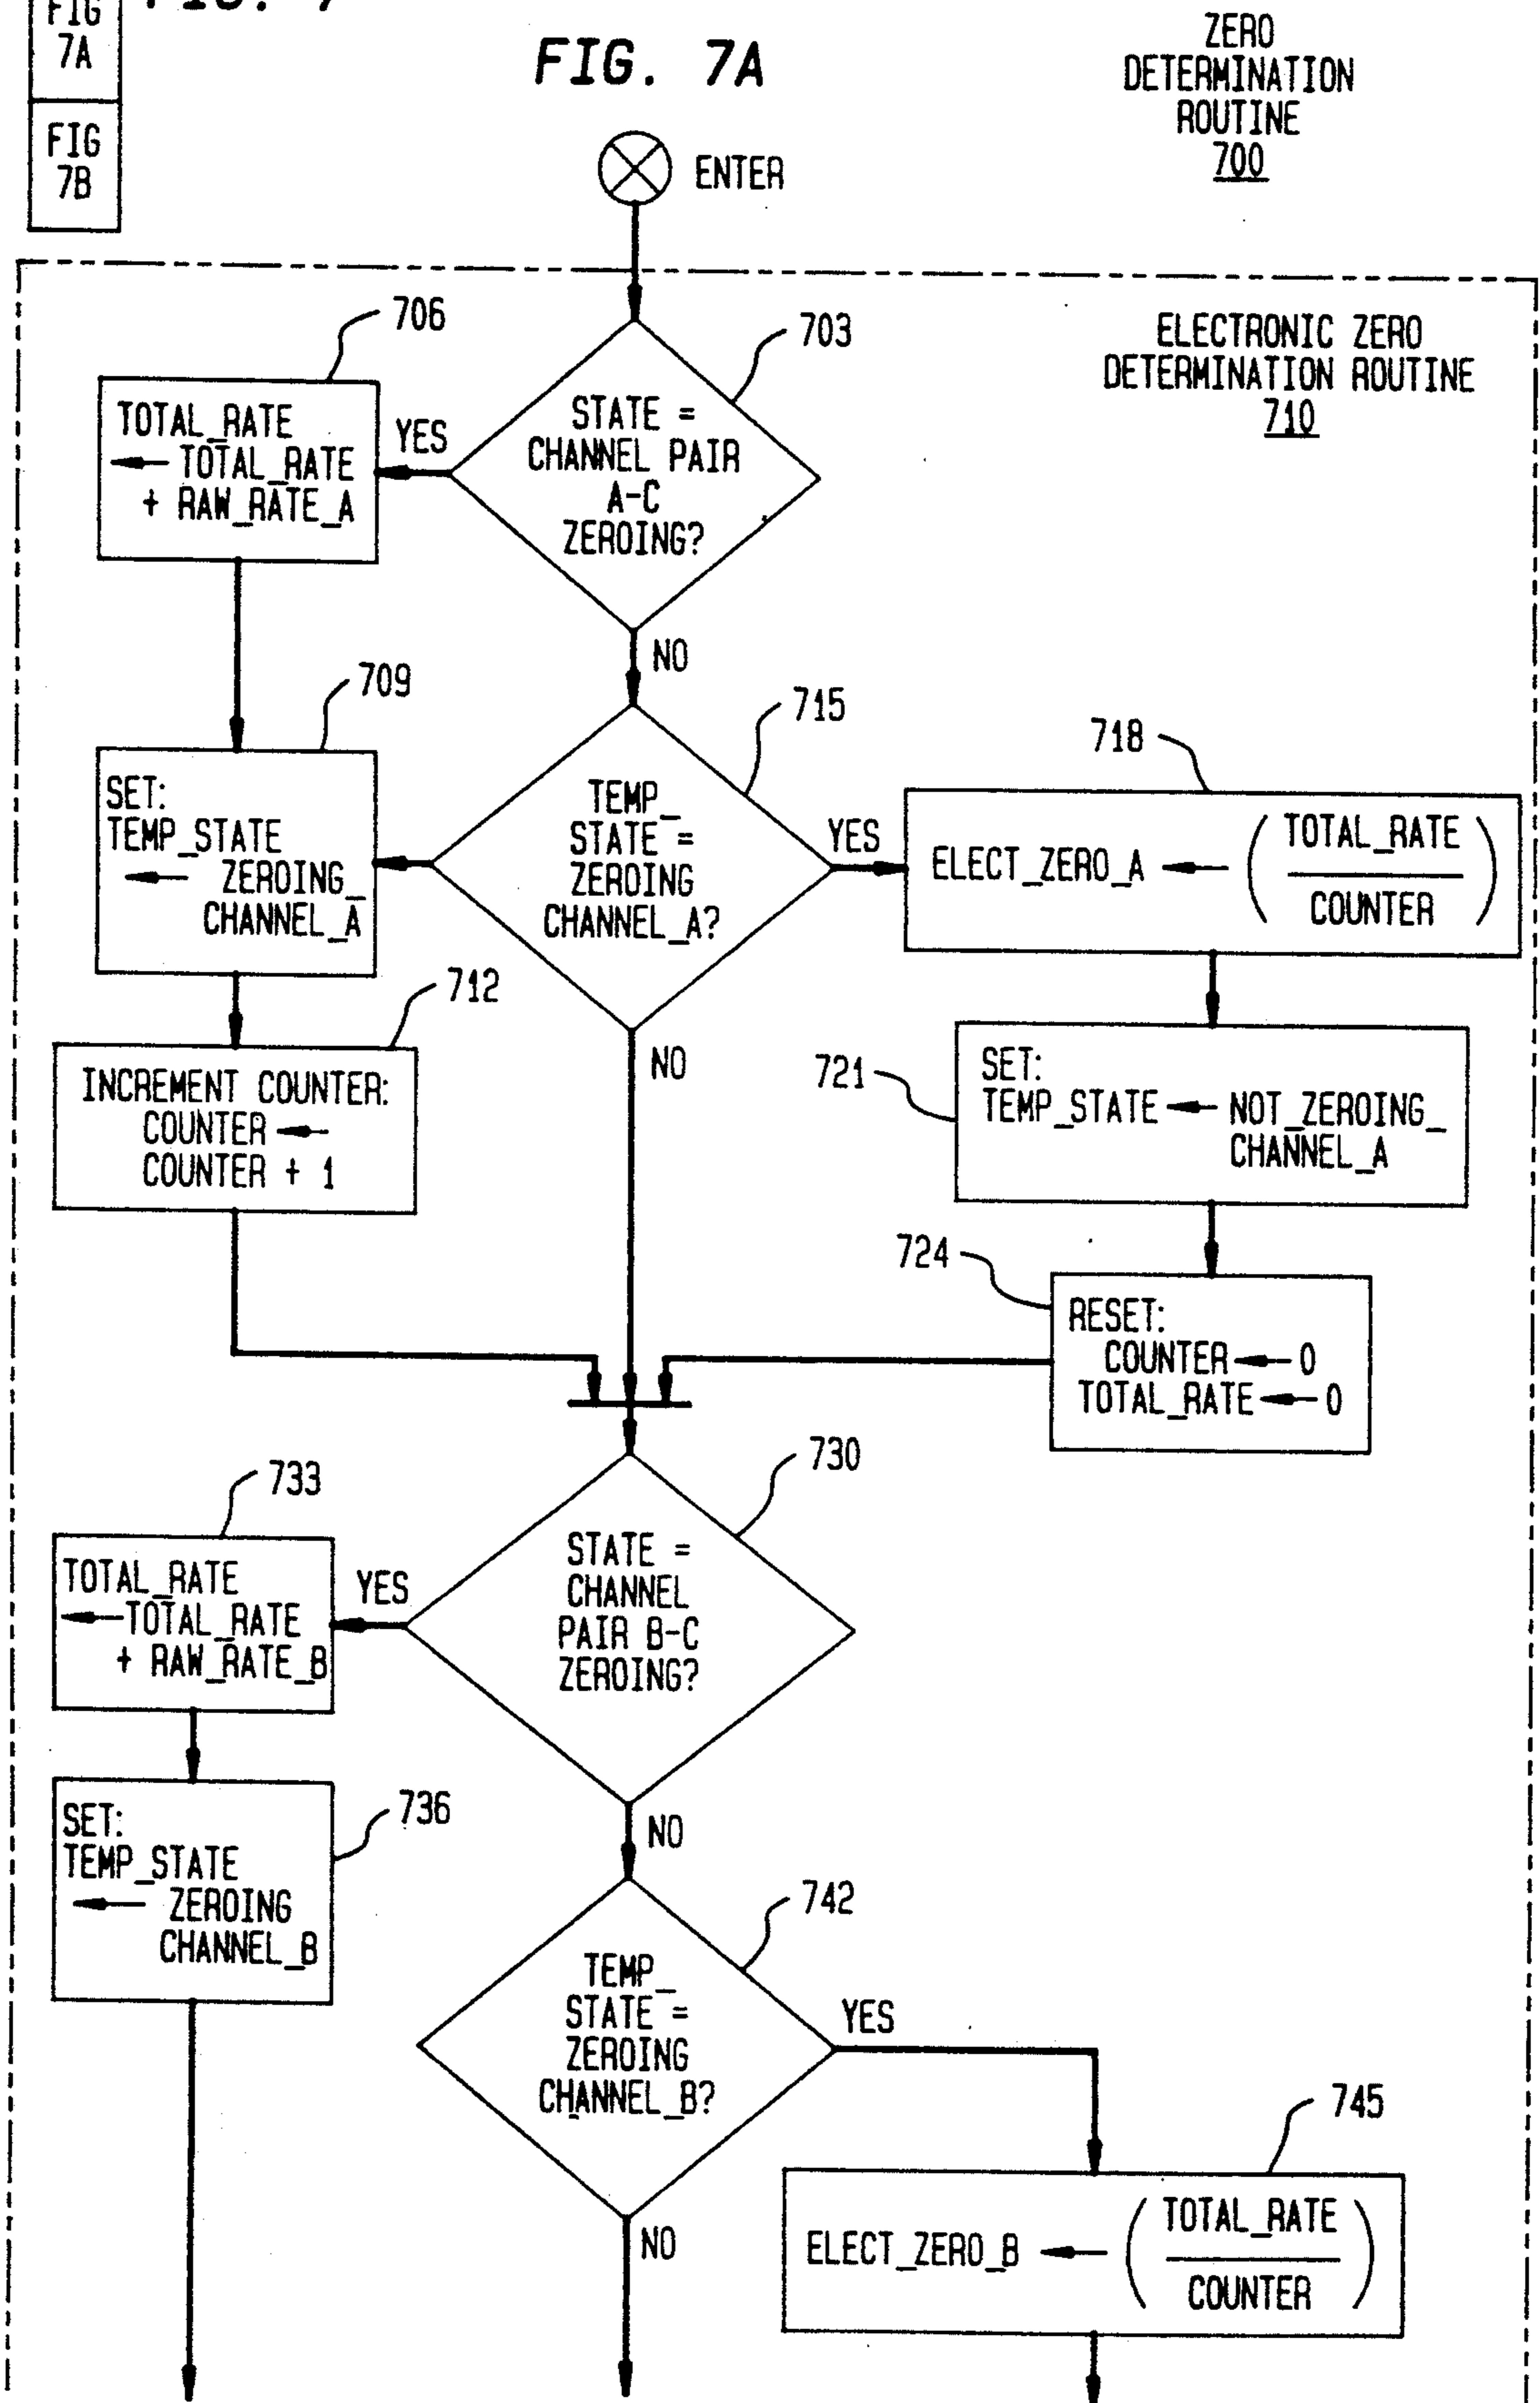 FIG
7A
FIG
7B
FIG. 7
FIG. 7A
ZERO
DETERMINATION
ROUTINE
700
ENTER
ELECTRONIC ZERO
DETERMINATION ROUTINE
710
706
TOTAL_RATE
← TOTAL_RATE
+ RAW_RATE_A
YES
703
STATE =
CHANNEL PAIR
A-C
ZEROING?
NO
709
SET:
TEMP_STATE
← ZEROING_
CHANNEL_A
715
TEMP_
STATE =
ZEROING
CHANNEL_A?
YES
NO
718
ELECT_ZERO_A ← ( TOTAL_RATE
COUNTER )
712
INCREMENT COUNTER:
COUNTER ←
COUNTER + 1
721
SET:
TEMP_STATE ← NOT_ZEROING_
CHANNEL_A
724
RESET:
COUNTER ← 0
TOTAL_RATE ← 0
730
STATE =
CHANNEL
PAIR B-C
ZEROING?
YES
NO
733
TOTAL_RATE
← TOTAL_RATE
+ RAW_RATE_B
736
SET:
TEMP_STATE
← ZEROING
CHANNEL_B
742
TEMP_
STATE =
ZEROING
CHANNEL_B?
YES
NO
745
ELECT_ZERO_B ← ( TOTAL_RATE
COUNTER )